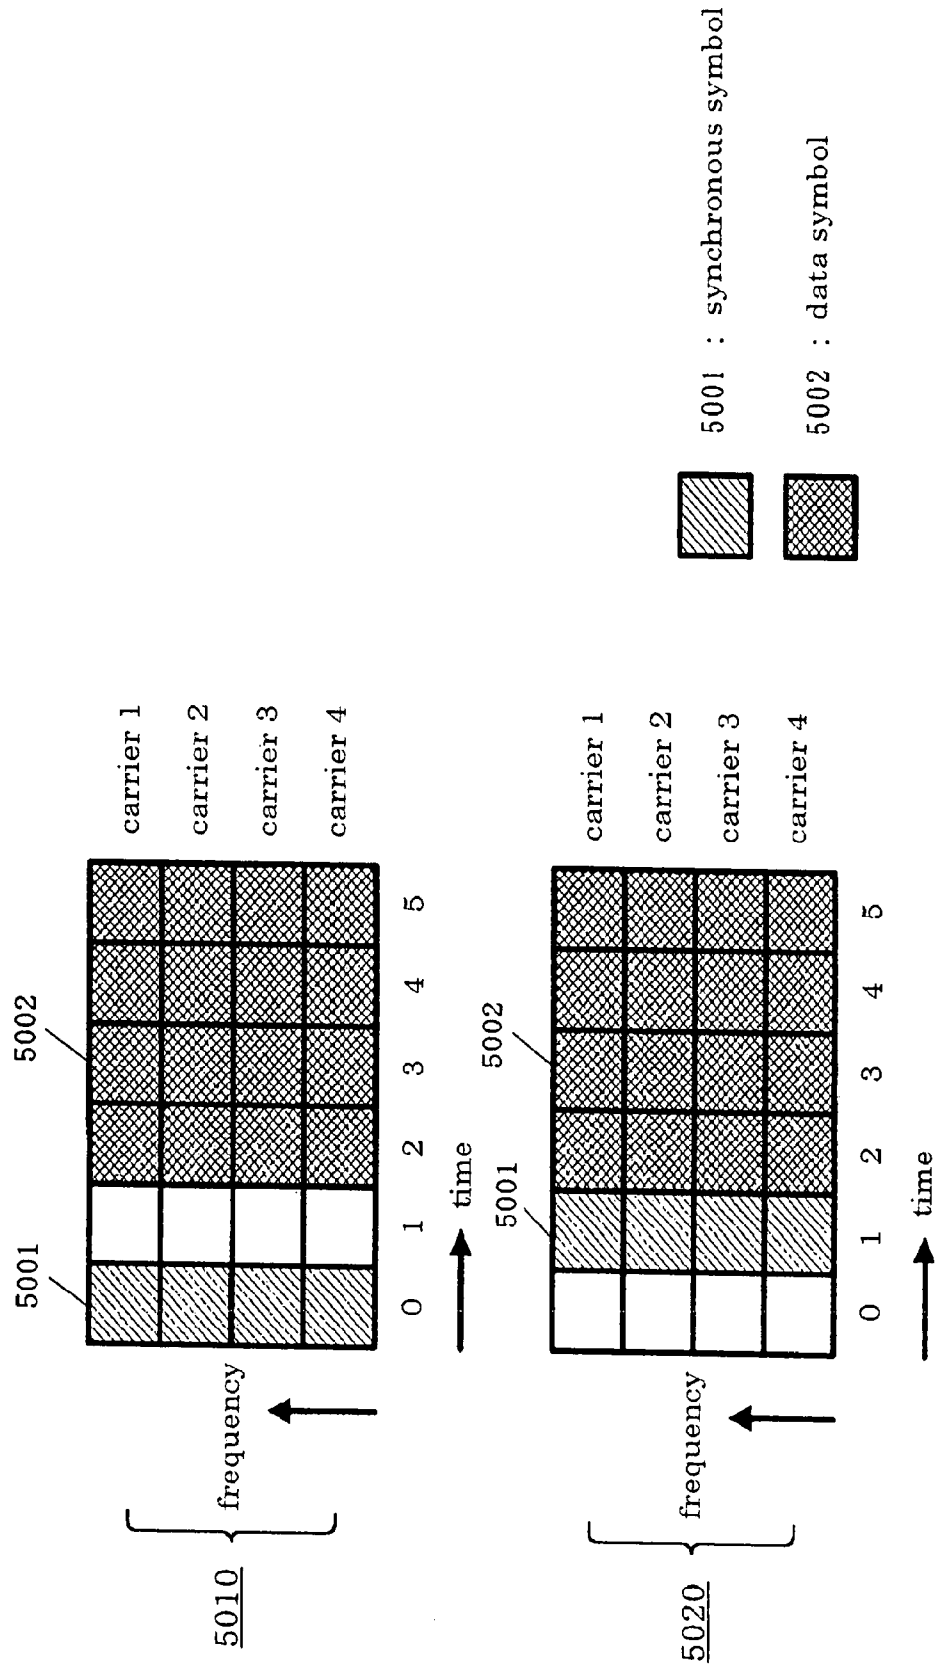 5010
frequency
5001
5002
carrier 1
carrier 2
carrier 3
carrier 4
0 1 2 3 4 5
time
5020
frequency
5001
5002
carrier 1
carrier 2
carrier 3
carrier 4
0 1 2 3 4 5
time
5001 : synchronous symbol
5002 : data symbol